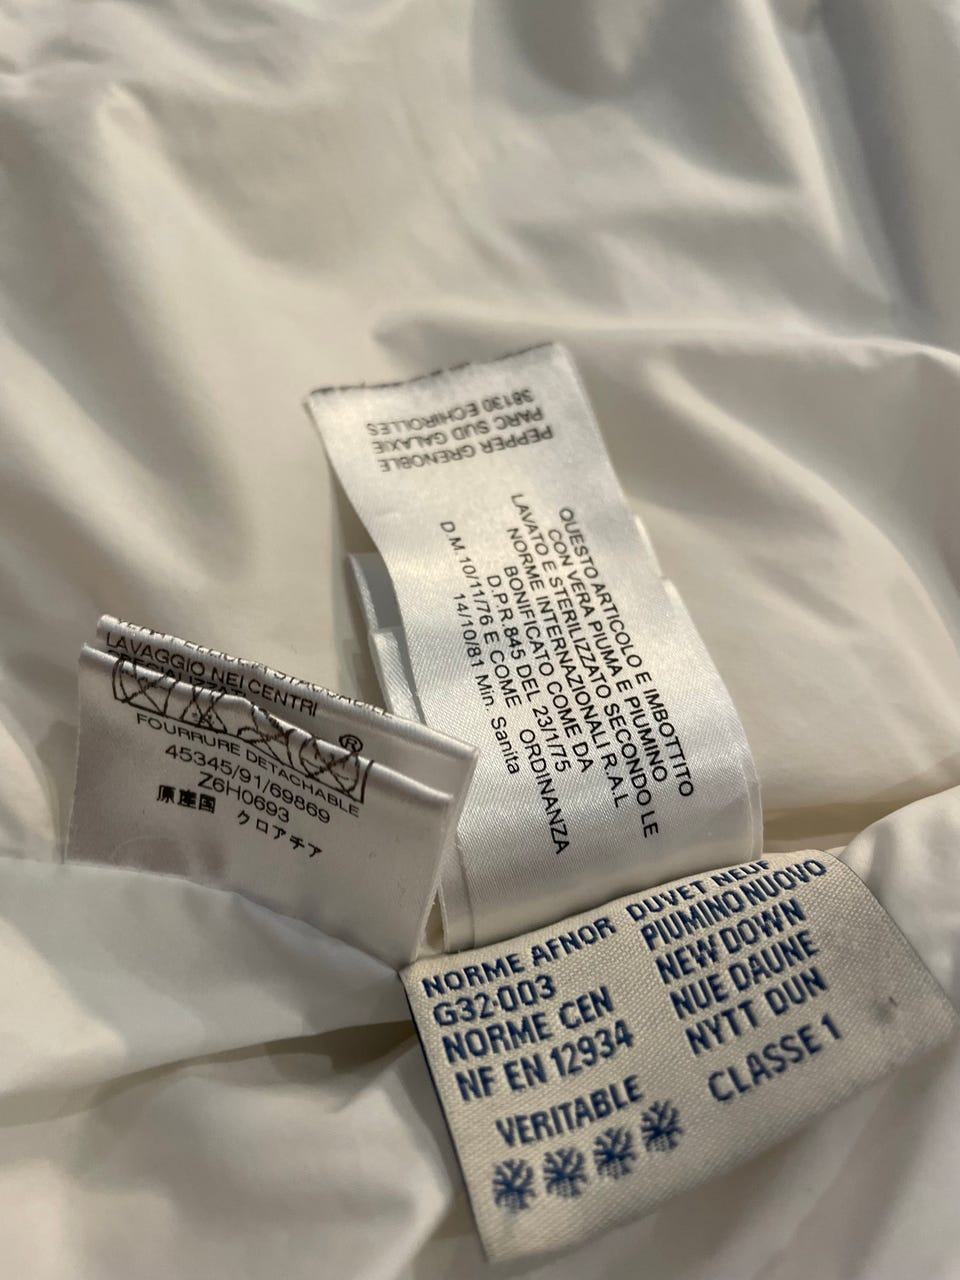 PEPPER GRENOBLE
PARC SUD GALAXIE
38130 ECHIROLLES
QUESTO ARTICOLO E IMBOTTITO
CON VERA PIUMA E PIUMINO
LAVATO E STERILIZZATO SECONDO LE
NORME INTERNAZIONALI R.A.L
BONIFICATO COME DA
D.P.R 845 DEL 23/1/75
D.M.10/11/76 E COME ORDINANZA
14/10/81 Min. Sanita
LAVAGGIO NEI CENTRI
FOURRURE DETACHABLE
45345/91/69869
Z6H0693
原産国 クロアチア
NORME AFNOR
G32-003
NORME CEN
NF EN 12934
VERITABLE
DUVET NEUF
PIUMINO NUOVO
NEW DOWN
NUE DAUNE
NYTT DUN
CLASSE 1